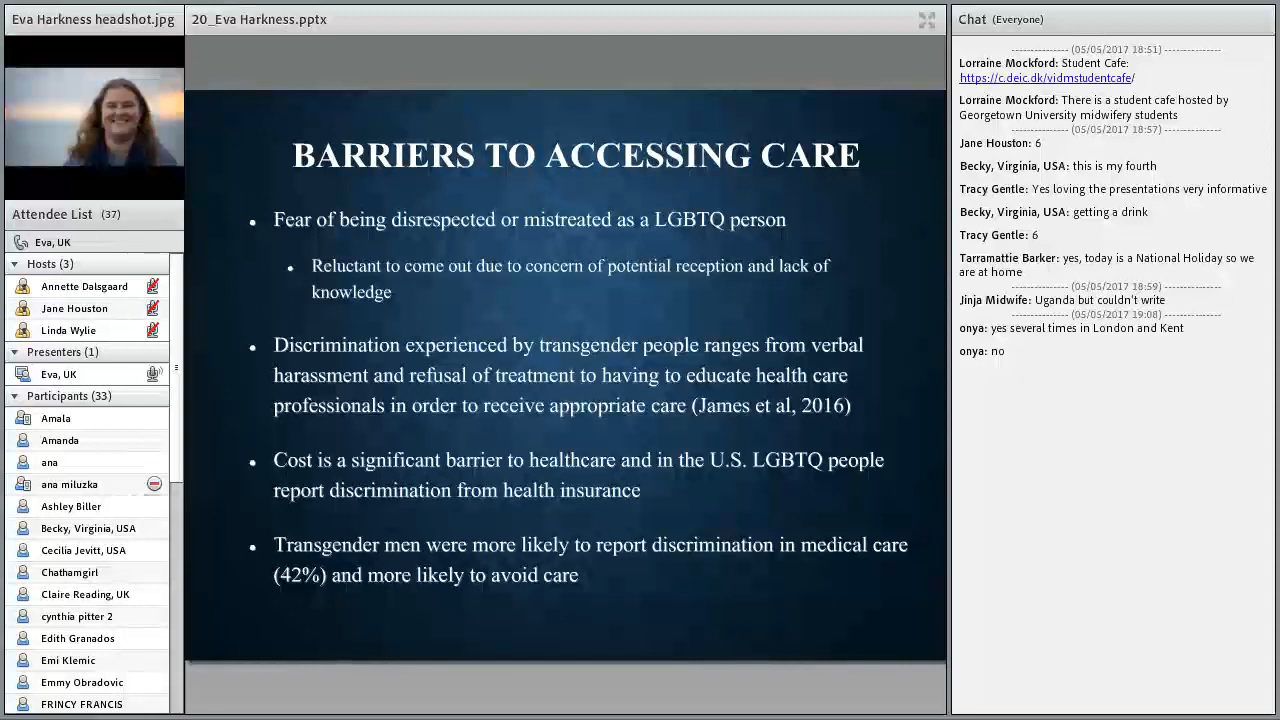 Eva Harkness headshot.jpg
Attendee List (37)
Eva, UK
Hosts (3)
Annette Dalsgaard
Jane Houston
Linda Wylie
Presenters (1)
Eva, UK
Participants (33)
Amala
Amanda
ana
ana miluzka
Ashley Biller
Becky, Virginia, USA
Cecilia Jevitt, USA
Chathamgirl
Claire Reading, UK
cynthia pitter 2
Edith Granados
Emi Klemic
Emmy Obradovic
FRINCY FRANCIS
20_Eva Harkness.pptx
BARRIERS TO ACCESSING CARE
• Fear of being disrespected or mistreated as a LGBTQ person
• Reluctant to come out due to concern of potential reception and lack of
knowledge
• Discrimination experienced by transgender people ranges from verbal
harassment and refusal of treatment to having to educate health care
professionals in order to receive appropriate care (James et al, 2016)
• Cost is a significant barrier to healthcare and in the U.S. LGBTQ people
report discrimination from health insurance
• Transgender men were more likely to report discrimination in medical care
(42%) and more likely to avoid care
Chat (Everyone)
--------------- (05/05/2017 18:51) ---------------
Lorraine Mockford: Student Cafe:
https://c.deic.dk/vidmstudentcafe/
Lorraine Mockford: There is a student cafe hosted by
Georgetown University midwifery students
--------------- (05/05/2017 18:57) ---------------
Jane Houston: 6
Becky, Virginia, USA: this is my fourth
Tracy Gentle: Yes loving the presentations very informative
Becky, Virginia, USA: getting a drink
Tracy Gentle: 6
Tarramattie Barker: yes, today is a National Holiday so we
are at home
--------------- (05/05/2017 18:59) ---------------
Jinja Midwife: Uganda but couldn't write
--------------- (05/05/2017 19:08) ---------------
onya: yes several times in London and Kent
onya: no